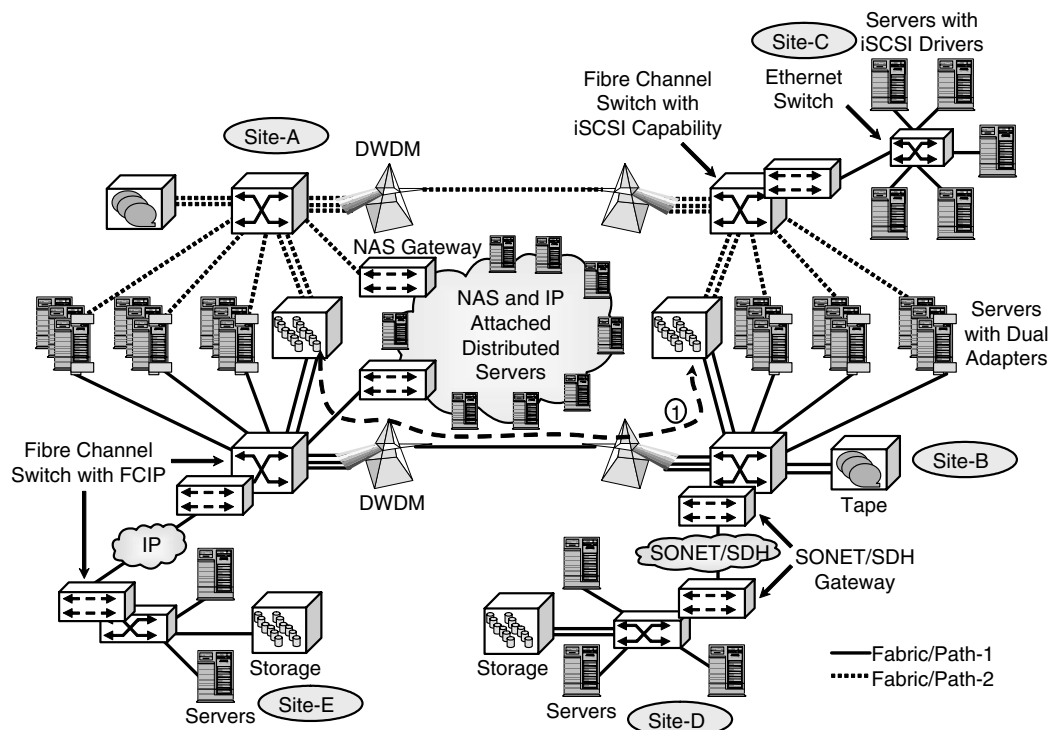 Servers with
iSCSI Drivers
Site-C
Ethernet
Switch
Fibre Channel
Switch with
iSCSI Capability
Site-A
DWDM
NAS Gateway
NAS and IP
Attached
Distributed
Servers
Servers
with Dual
Adapters
1
Fibre Channel
Switch with FCIP
DWDM
Site-B
Tape
IP
SONET/SDH
SONET/SDH
Gateway
Storage
Servers
Site-E
Storage
Servers
Site-D
Fabric/Path-1
Fabric/Path-2